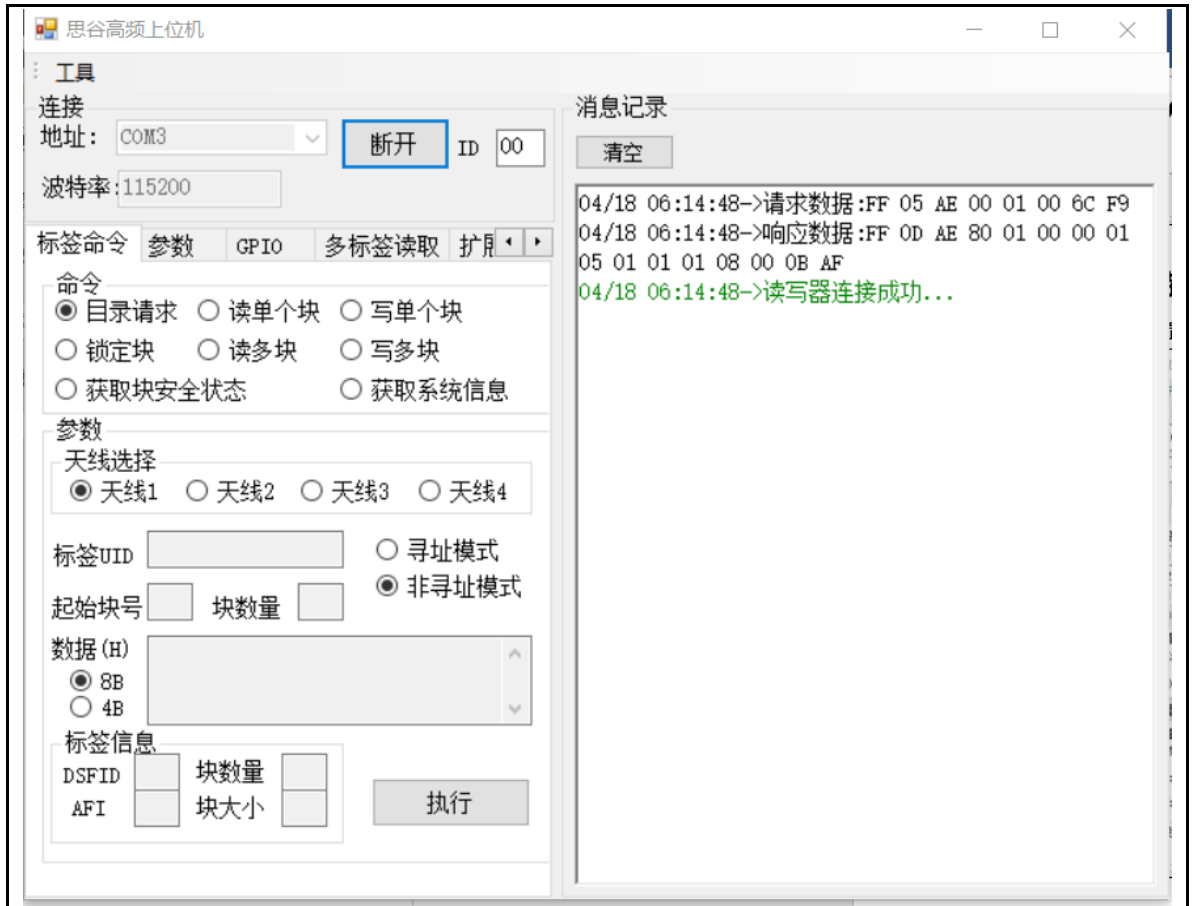 思谷高频上位机
工具
连接
地址: COM3 断开 ID 00
波特率:115200
标签命令 参数 GPIO 多标签读取
命令
目录请求 读单个块 写单个块
锁定块 读多块 写多块
获取块安全状态 获取系统信息
参数
天线选择
天线1 天线2 天线3 天线4
标签UID 寻址模式
非寻址模式
起始块号 块数量
数据(H)
8B
4B
标签信息
DSFID 块数量
AFI 块大小
执行
消息记录
清空
04/18 06:14:48->请求数据:FF 05 AE 00 01 00 6C F9
04/18 06:14:48->响应数据:FF 0D AE 80 01 00 00 01
05 01 01 01 08 00 0B AF
04/18 06:14:48->读写器连接成功...